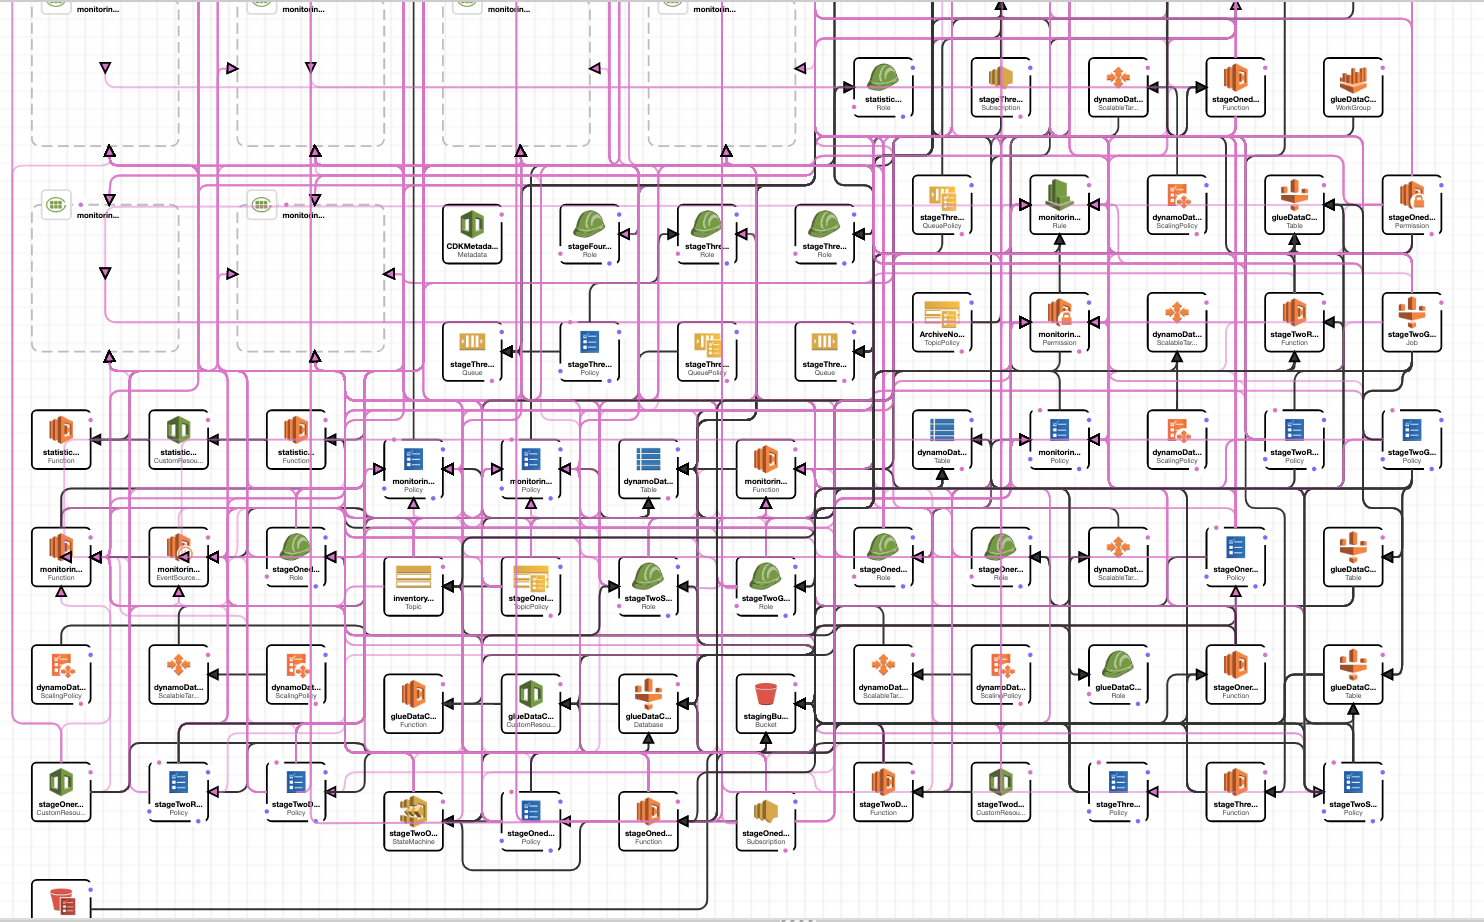 monitorin...
monitorin...
monitorin...
monitorin...
statistic...
Role
stageThre...
Subscription
dynamoDat...
ScalableTar...
stageOned...
Function
glueDataC...
WorkGroup
monitorin...
monitorin...
CDKMetada...
Metadata
stageFour...
Role
stageThre...
Role
stageThre...
Role
stageThre...
QueuePolicy
monitorin...
Rule
dynamoDat...
ScalingPolicy
glueDataC...
Table
stageOned...
Permission
stageThre...
Queue
stageThre...
Policy
stageThre...
QueuePolicy
stageThre...
Queue
ArchiveNo...
TopicPolicy
monitorin...
Permission
dynamoDat...
ScalableTar...
stageTwoR...
Function
stageTwoG...
Job
statistic...
Function
statistic...
CustomResou...
statistic...
Function
monitorin...
Policy
monitorin...
Policy
dynamoDat...
Table
monitorin...
Function
dynamoDat...
Table
monitorin...
Policy
dynamoDat...
ScalingPolicy
stageTwoR...
Policy
stageTwoG...
Policy
monitorin...
Function
monitorin...
EventSource...
stageOned...
Role
inventory...
Topic
stageOneI...
TopicPolicy
stageTwoS...
Role
stageTwoG...
Role
stageOned...
Role
stageOner...
Role
dynamoDat...
ScalableTar...
stageOner...
Policy
glueDataC...
Table
dynamoDat...
ScalingPolicy
dynamoDat...
ScalableTar...
dynamoDat...
ScalingPolicy
glueDataC...
Function
glueDataC...
CustomResou...
glueDataC...
Database
stagingBu...
Bucket
dynamoDat...
ScalableTar...
dynamoDat...
ScalingPolicy
glueDataC...
Role
stageOner...
Function
glueDataC...
Table
stageOner...
CustomResou...
stageTwoR...
Policy
stageTwoD...
Policy
stageTwoO...
StateMachine
stageOned...
Policy
stageOned...
Function
stageOned...
Subscription
stageTwoD...
Function
stageTwod...
CustomResou...
stageThre...
Policy
stageThre...
Function
stageTwoS...
Policy